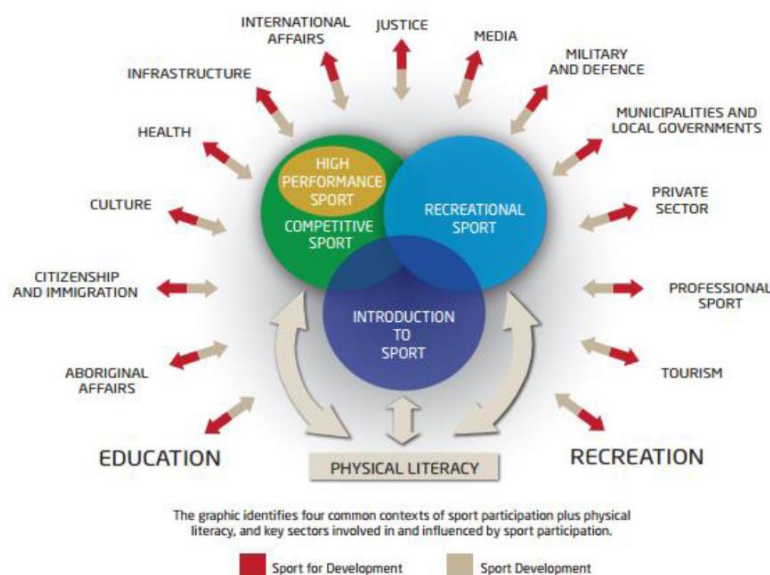 INTERNATIONAL
AFFAIRS
JUSTICE
MEDIA
MILITARY
AND DEFENCE
INFRASTRUCTURE
MUNICIPALITIES AND
LOCAL GOVERNMENTS
HEALTH
HIGH
PERFORMANCE
SPORT
COMPETITIVE
SPORT
RECREATIONAL
SPORT
PRIVATE
SECTOR
CULTURE
CITIZENSHIP
AND IMMIGRATION
INTRODUCTION
TO
SPORT
PROFESSIONAL
SPORT
ABORIGINAL
AFFAIRS
TOURISM
EDUCATION
PHYSICAL LITERACY
RECREATION
The graphic identifies four common contexts of sport participation plus physical
literacy, and key sectors involved in and influenced by sport participation.
Sport for Development
Sport Development